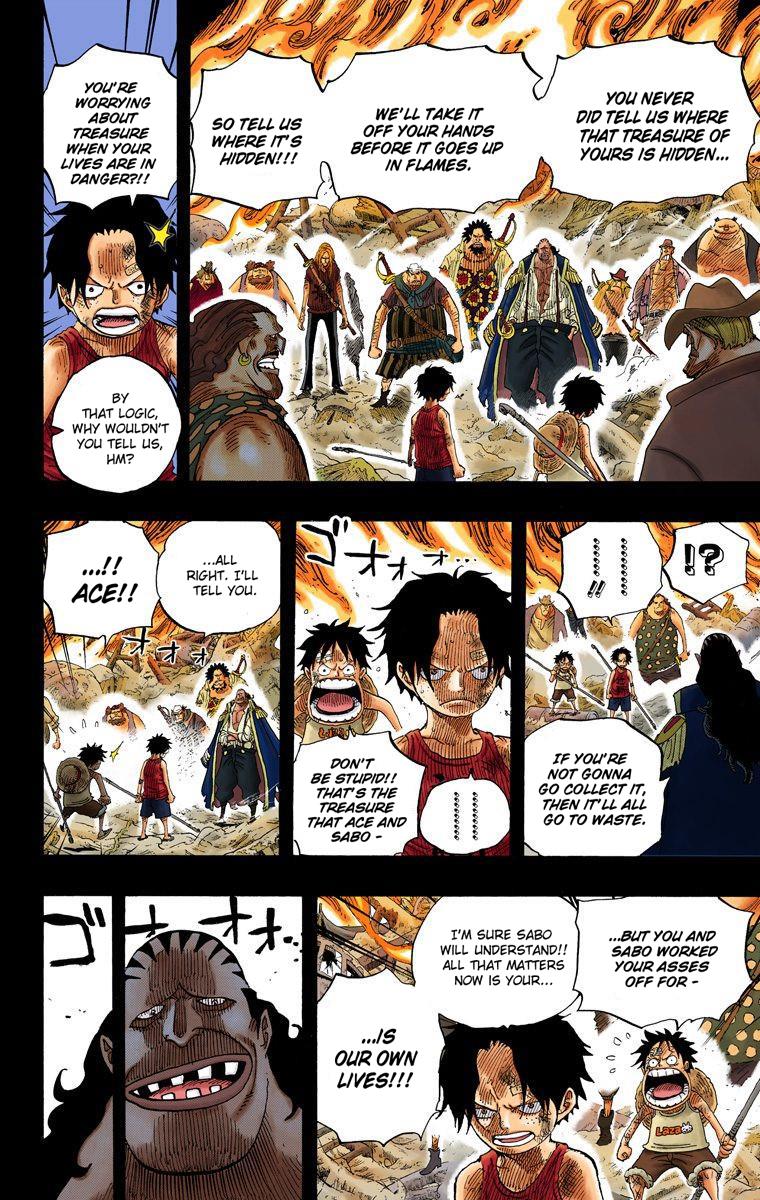 YOU NEVER
DID TELL US WHERE
THAT TREASURE OF
YOURS IS HIDDEN...
WE'LL TAKE IT
OFF YOUR HANDS
BEFORE IT GOES UP
IN FLAMES.
SO TELL US
WHERE IT'S
HIDDEN!!!
YOU'RE
WORRYING
ABOUT
TREASURE
WHEN YOUR
LIVES ARE IN
DANGER?!!
BY
THAT LOGIC,
WHY WOULDN'T
YOU TELL US,
HM?
!?
...........!!
IF YOU'RE
NOT GONNA
GO COLLECT IT,
THEN IT'LL ALL
GO TO WASTE.
ゴオオオ...
DON'T
BE STUPID!!
THAT'S THE
TREASURE
THAT ACE AND
SABO -
............
...ALL
RIGHT. I'LL
TELL YOU.
...!!
ACE!!
オオオ
...BUT YOU AND
SABO WORKED
YOUR ASSES
OFF FOR -
I'M SURE SABO
WILL UNDERSTAND!!
ALL THAT MATTERS
NOW IS YOUR...
...IS
OUR OWN
LIVES!!!
Laza
ゴオオオ